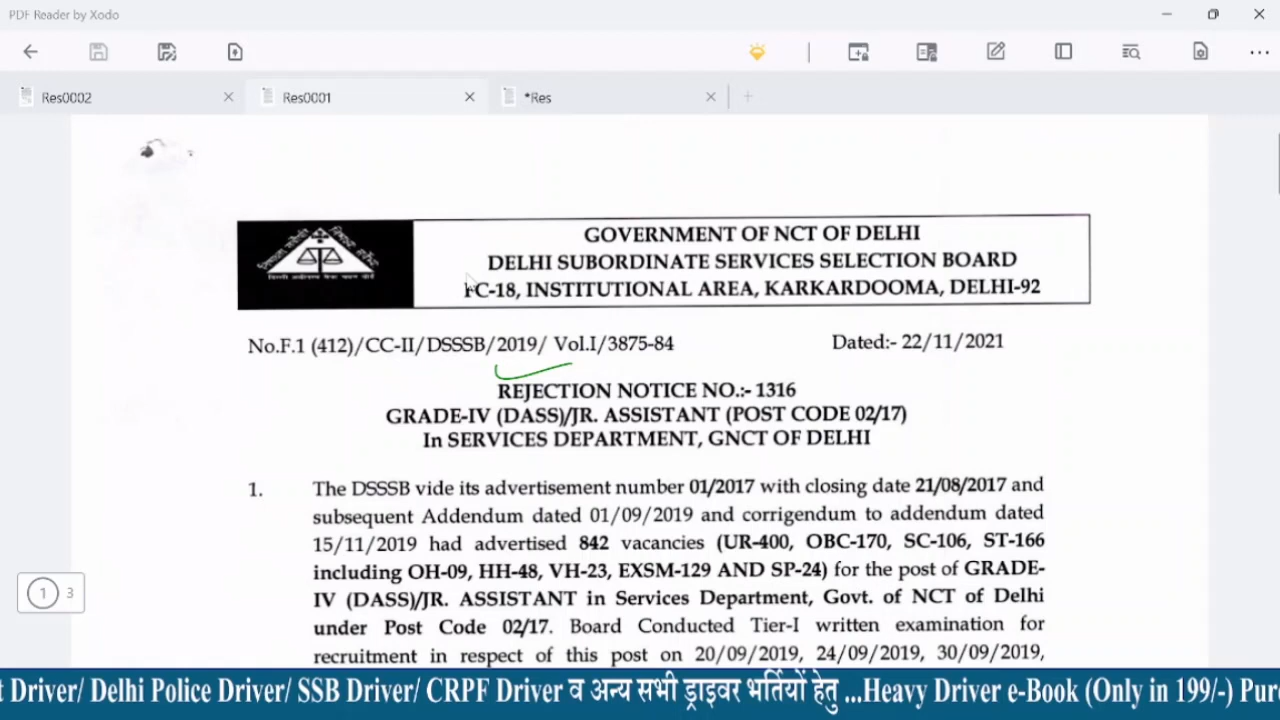 PDF Reader by Xodo
Res0002
Res0001
*Res
GOVERNMENT OF NCT OF DELHI
DELHI SUBORDINATE SERVICES SELECTION BOARD
FC-18, INSTITUTIONAL AREA, KARKARDOOMA, DELHI-92
No.F.1 (412)/CC-II/DSSSB/2019/ Vol.I/3875-84 Dated:- 22/11/2021
REJECTION NOTICE NO.:- 1316
GRADE-IV (DASS)/JR. ASSISTANT (POST CODE 02/17)
In SERVICES DEPARTMENT, GNCT OF DELHI
1. The DSSSB vide its advertisement number 01/2017 with closing date 21/08/2017 and
subsequent Addendum dated 01/09/2019 and corrigendum to addendum dated
15/11/2019 had advertised 842 vacancies (UR-400, OBC-170, SC-106, ST-166
including OH-09, HH-48, VH-23, EXSM-129 AND SP-24) for the post of GRADE-
IV (DASS)/JR. ASSISTANT in Services Department, Govt. of NCT of Delhi
under Post Code 02/17. Board Conducted Tier-I written examination for
recruitment in respect of this post on 20/09/2019, 24/09/2019, 30/09/2019,
1 3
t Driver/ Delhi Police Driver/ SSB Driver/ CRPF Driver व अन्य सभी ड्राइवर भर्तियों हेतु ...Heavy Driver e-Book (Only in 199/-) Pur